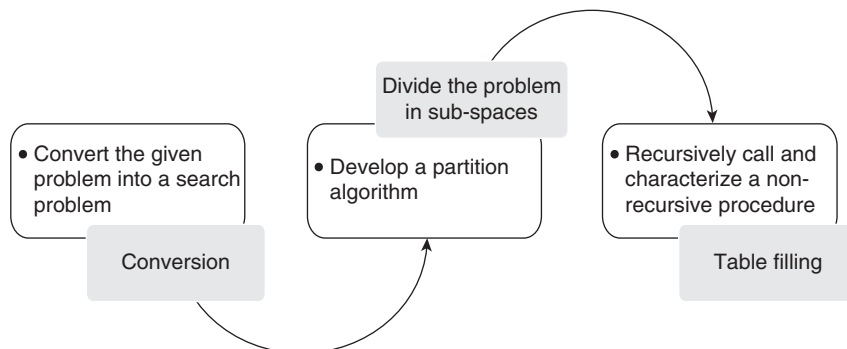 • Convert the given
problem into a search
problem
Conversion
Divide the problem
in sub-spaces
• Develop a partition
algorithm
• Recursively call and
characterize a non-
recursive procedure
Table filling